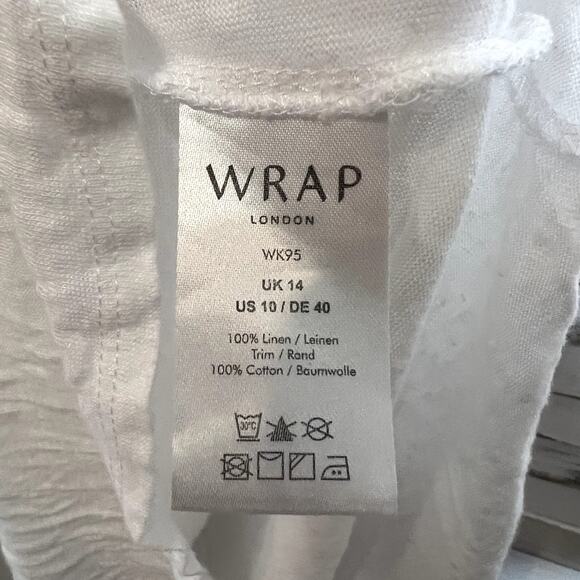 WRAP
LONDON
WK95
UK 14
US 10 / DE 40
100% Linen / Leinen
Trim / Rand
100% Cotton / Baumwolle
30°C